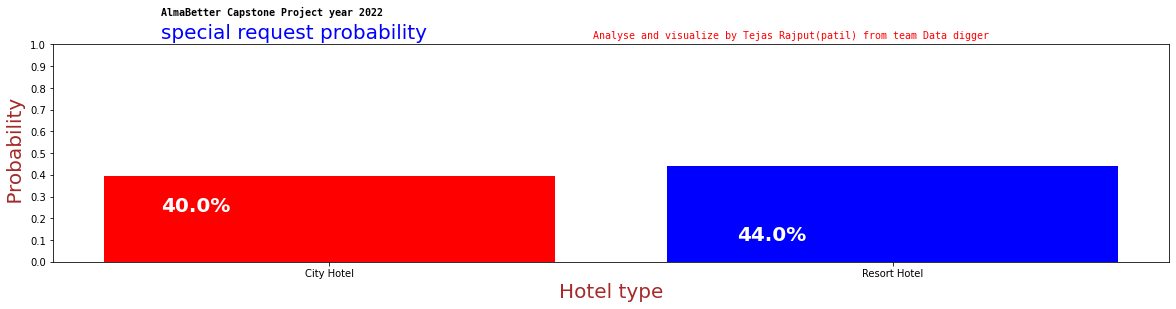 AlmaBetter Capstone Project year 2022
special request probability
Analyse and visualize by Tejas Rajput(patil) from team Data digger
1.0
0.9
0.8
0.7
0.6
0.5
0.4
0.3
0.2
0.1
0.0
Probability
40.0%
44.0%
City Hotel
Resort Hotel
Hotel type